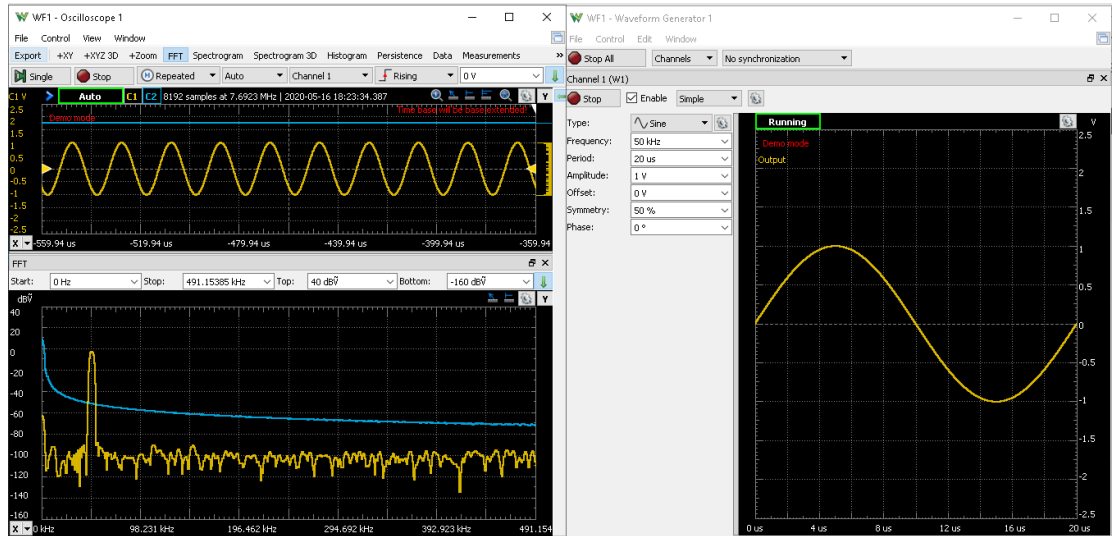 WF1 - Oscilloscope 1
File Control View Window
Export +XY +XYZ 3D +Zoom FFT Spectrogram Spectrogram 3D Histogram Persistence Data Measurements »
Single Stop Repeated Auto Channel 1 Rising 0 V
C1 V Auto C1 C2 8192 samples at 7.6923 MHz | 2020-05-16 18:23:34.387 Y
2.5
Time base will be base extended!
Demo mode
2
1.5
1
0.5
0
-0.5
-1
-1.5
-2
-2.5
X -559.94 us -519.94 us -479.94 us -439.94 us -399.94 us -359.94
FFT
Start: 0 Hz Stop: 491.15385 kHz Top: 40 dBṼ Bottom: -160 dBṼ
dBṼ Y
40
20
0
-20
-40
-60
-80
-100
-120
-140
-160
X 0 kHz 98.231 kHz 196.462 kHz 294.692 kHz 392.923 kHz 491.154
WF1 - Waveform Generator 1
File Control Edit Window
Stop All Channels No synchronization
Channel 1 (W1)
Stop Enable Simple
Type: Sine
Frequency: 50 kHz
Period: 20 us
Amplitude: 1 V
Offset: 0 V
Symmetry: 50 %
Phase: 0 °
Running V
Demo mode
Output
2.5
2
1.5
1
0.5
0
-0.5
-1
-1.5
-2
-2.5
0 us 4 us 8 us 12 us 16 us 20 us